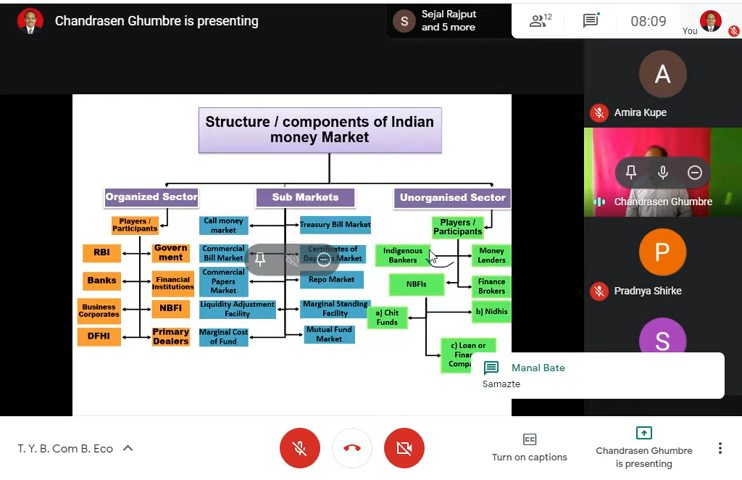 Chandrasen Ghumbre is presenting
S
Sejal Rajput
and 5 more
12
08:09
You
A
Amira Kupe
Chandrasen Ghumbre
P
Pradnya Shirke
S
Structure / components of Indian
money Market
Organized Sector
Sub Markets
Unorganised Sector
Players /
Participants
RBI
Govern
ment
Banks
Financial
Institutions
Business
Corporates
NBFI
DFHI
Primary
Dealers
Call money
market
Treasury Bill Market
Commercial
Bill Market
Certificates of
Market
Commercial
Papers
Market
Repo Market
Liquidity Adjustment
Facility
Marginal Standing
Facility
Marginal Cost
of Fund
Mutual Fund
Market
Players /
Participants
Indigenous
Bankers
Money
Lenders
NBFIs
Finance
Brokers
a) Chit
Funds
b) Nidhis
c) Loan or
Manal Bate
Samazte
T. Y. B. Com B. Eco
CC
Turn on captions
Chandrasen Ghumbre
is presenting